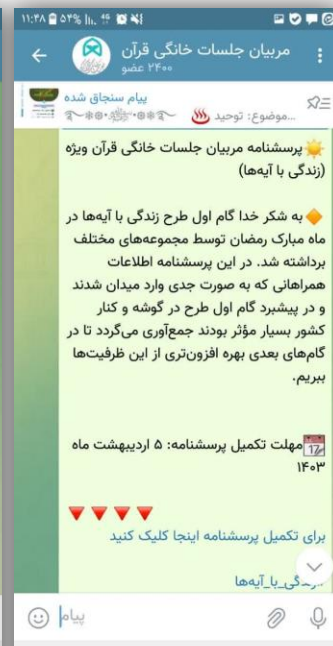 ۱۱:۳۸ ۵۴%
مربیان جلسات خانگی قرآن
۲۴۰۰ عضو
پیام سنجاق شده
...موضوع: توحید
پرسشنامه مربیان جلسات خانگی قرآن ویژه
(زندگی با آیه‌ها)
به شکر خدا گام اول طرح زندگی با آیه‌ها در
ماه مبارک رمضان توسط مجموعه‌های مختلف
برداشته شد. در این پرسشنامه اطلاعات
همراهانی که به صورت جدی وارد میدان شدند
و در پیشبرد گام اول طرح در گوشه و کنار
کشور بسیار مؤثر بودند جمع‌آوری می‌گردد تا در
گام‌های بعدی بهره افزون‌تری از این ظرفیت‌ها
ببریم.
مهلت تکمیل پرسشنامه: ۵ اردیبهشت ماه
۱۴۰۳
برای تکمیل پرسشنامه اینجا کلیک کنید
پیام